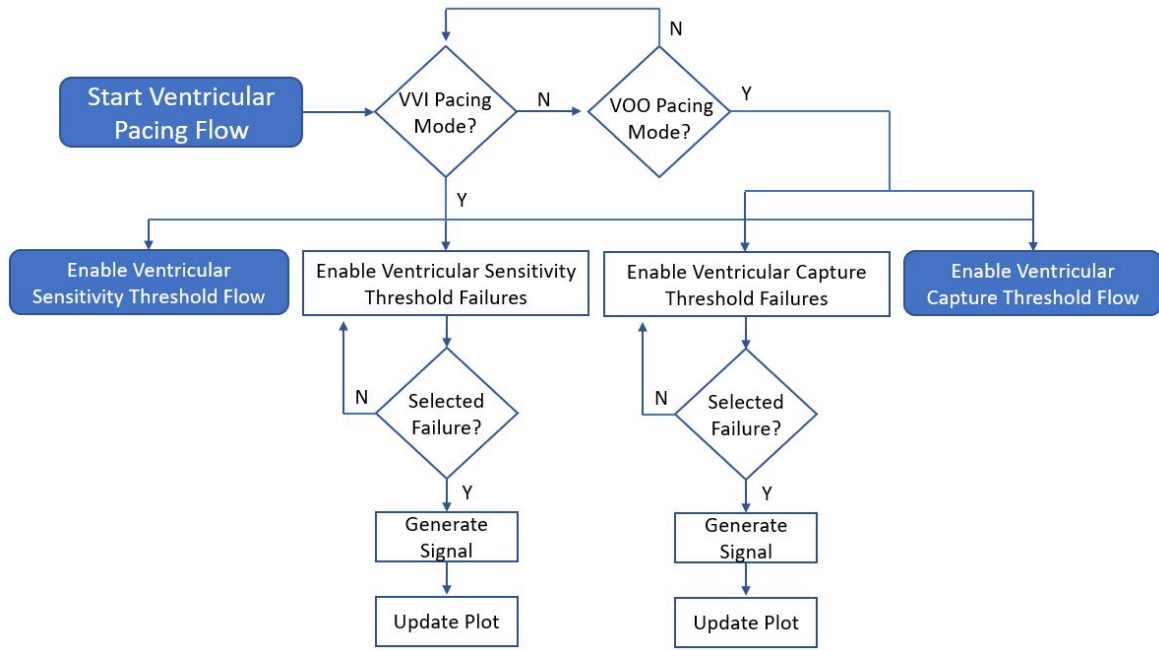 N
Start Ventricular
Pacing Flow
VVI Pacing
Mode?
N
VOO Pacing
Mode?
Y
Y
Enable Ventricular
Sensitivity Threshold Flow
Enable Ventricular Sensitivity
Threshold Failures
Enable Ventricular Capture
Threshold Failures
Enable Ventricular
Capture Threshold Flow
N
Selected
Failure?
Y
Generate
Signal
Update Plot
N
Selected
Failure?
Y
Generate
Signal
Update Plot